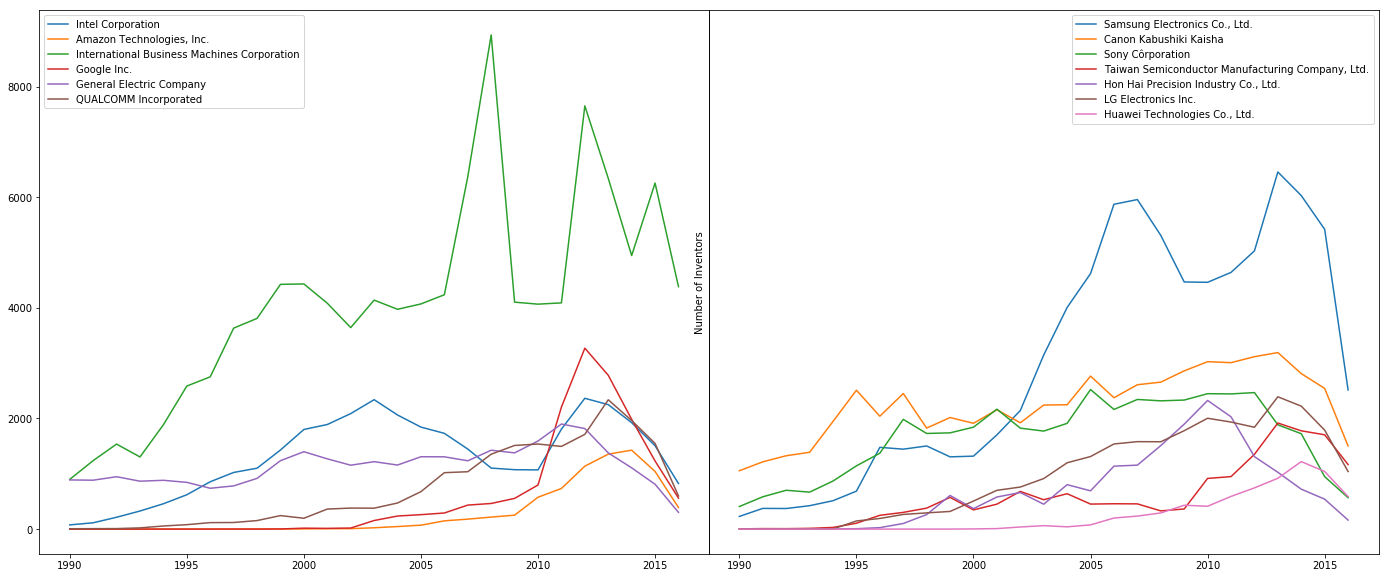 Intel Corporation
Amazon Technologies, Inc.
International Business Machines Corporation
Google Inc.
General Electric Company
QUALCOMM Incorporated
8000
6000
4000
2000
0
1990
1995
2000
2005
2010
2015
Number of Inventors
Samsung Electronics Co., Ltd.
Canon Kabushiki Kaisha
Sony Côrporation
Taiwan Semiconductor Manufacturing Company, Ltd.
Hon Hai Precision Industry Co., Ltd.
LG Electronics Inc.
Huawei Technologies Co., Ltd.
1990
1995
2000
2005
2010
2015